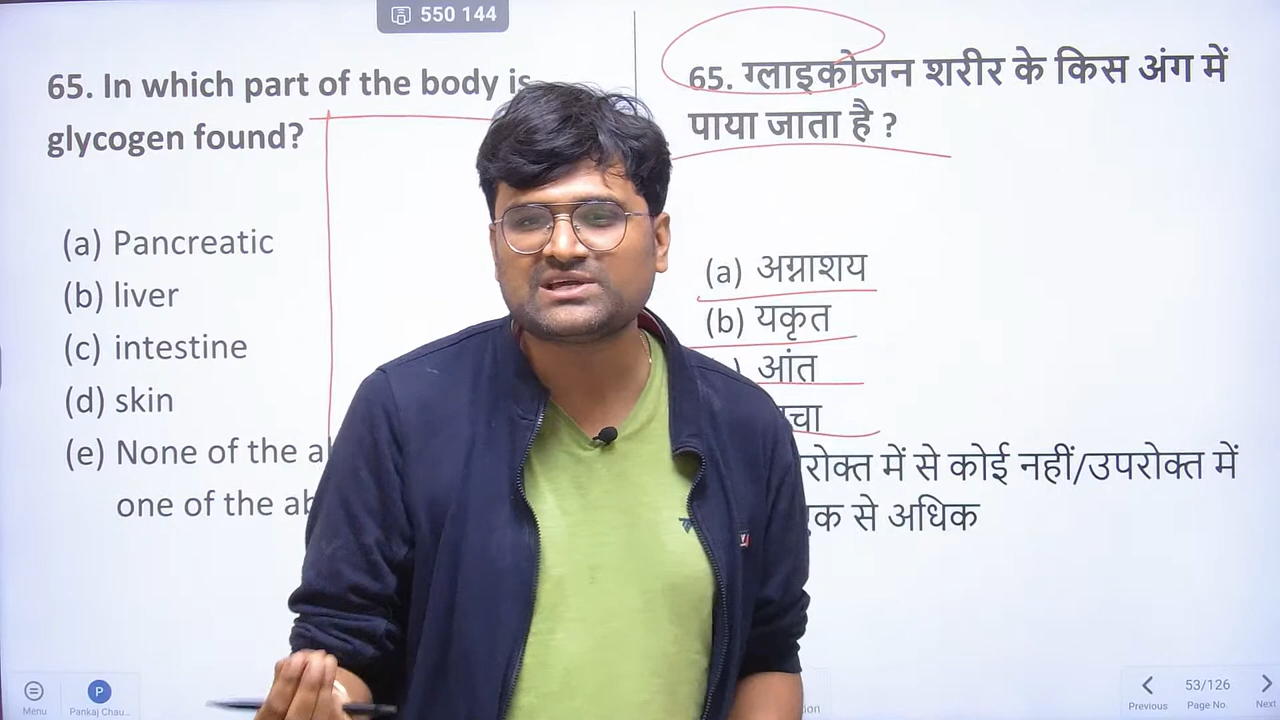 550 144
65. In which part of the body is
glycogen found?
(a) Pancreatic
(b) liver
(c) intestine
(d) skin
(e) None of the
one of the
65. ग्लाइकोजन शरीर के किस अंग में
पाया जाता है ?
(a) अग्नाशय
(b) यकृत
आंत
में से कोई नहीं/उपरोक्त में
से अधिक
Menu
P
Pankaj Chau...
Previous
53/126
Page No.
Next